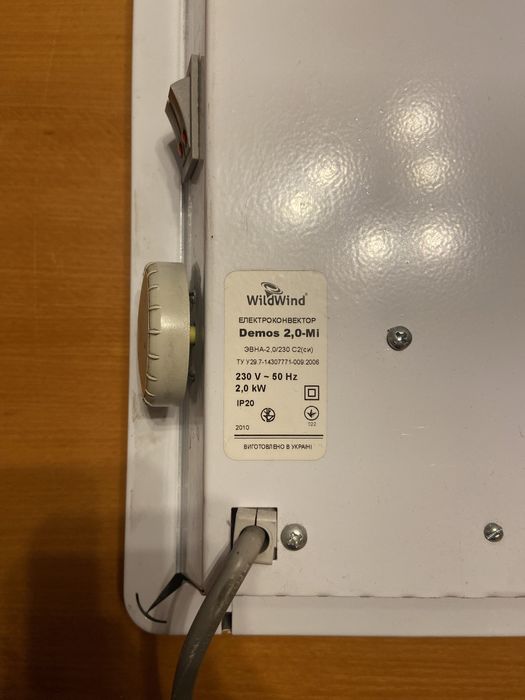 WildWind®
ЕЛЕКТРОКОНВЕКТОР
Demos 2,0-Mi
ЭВНА-2,0/230 С2(си)
ТУ У29.7-14307771-009:2006
230 V ~ 50 Hz
2,0 kW
IP20
2010
022
ВИГОТОВЛЕНО В УКРАЇНІ